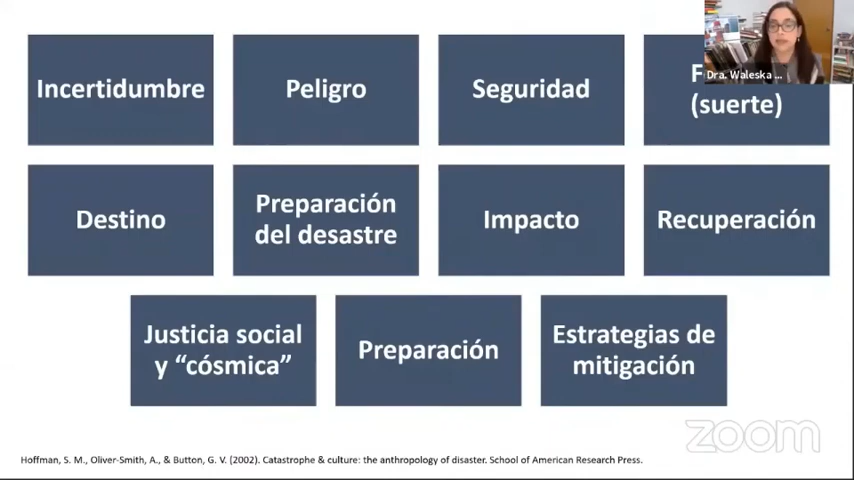 Incertidumbre
Peligro
Seguridad
(suerte)
Dra. Waleska ...
Destino
Preparación
del desastre
Impacto
Recuperación
Justicia social
y “cósmica”
Preparación
Estrategias de
mitigación
zoom
Hoffman, S. M., Oliver-Smith, A., & Button, G. V. (2002). Catastrophe & culture: the anthropology of disaster. School of American Research Press.